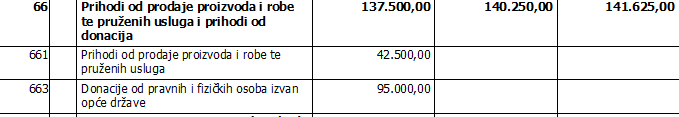 66 Prihodi od prodaje proizvoda i robe 137.500,00 140.250,00 141.625,00
te pruženih usluga i prihodi od
donacija
661 Prihodi od prodaje proizvoda i robe te 42.500,00
pruženih usluga
663 Donacije od pravnih i fizičkih osoba izvan 95.000,00
opće države